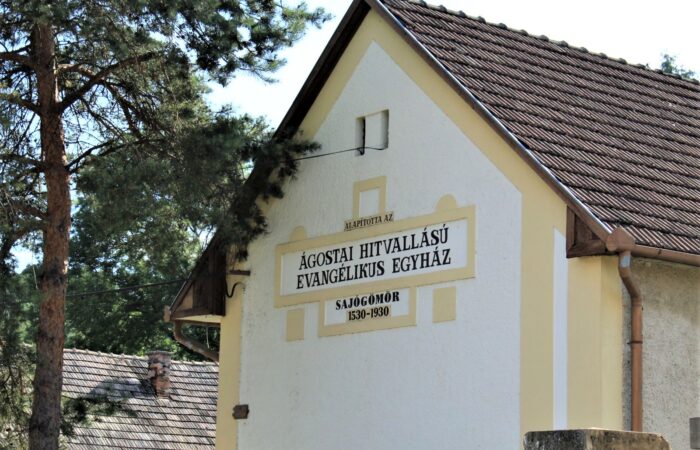 ALAPÍTOTTA AZ
ÁGOSTAI HITVALLÁSÚ
EVANGÉLIKUS EGYHÁZ
SAJÓGÖMÖR
1530-1930